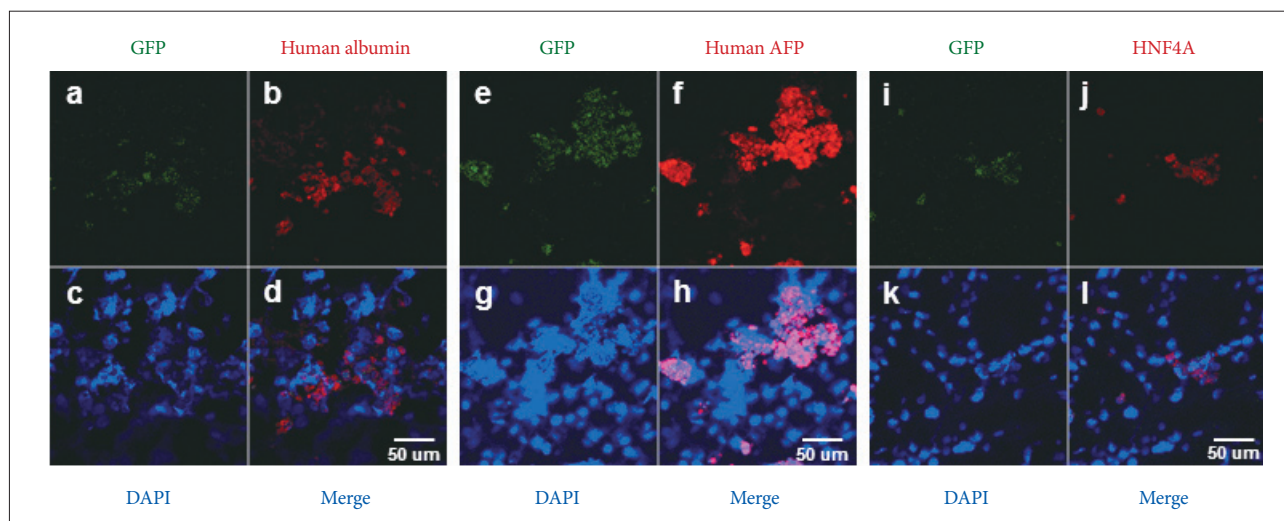 GFP Human albumin GFP Human AFP GFP HNF4A
a b e f i j
c d g h k l
50 um 50 um 50 um
DAPI Merge DAPI Merge DAPI Merge